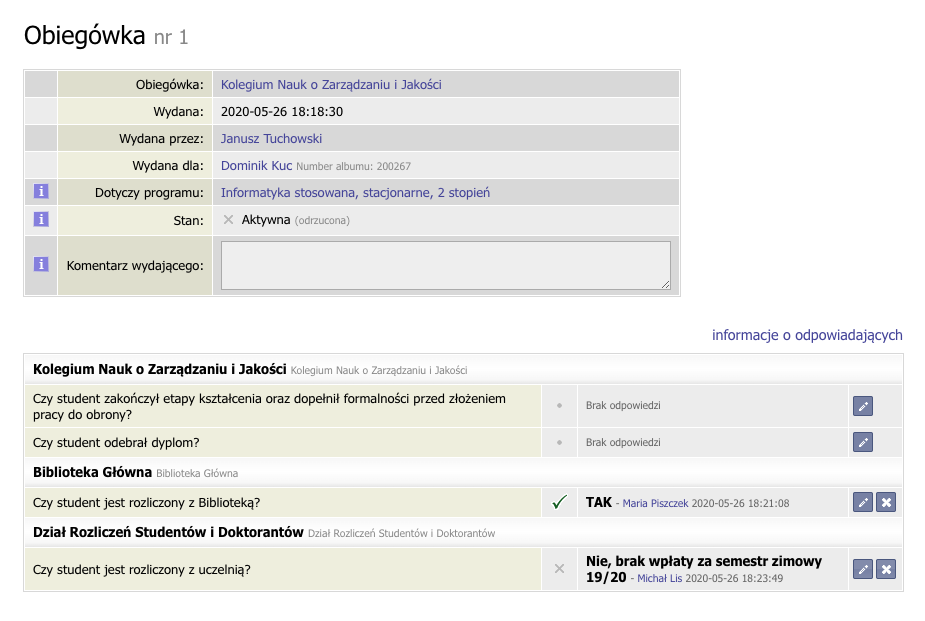 Obiegówka nr 1
Obiegówka: Kolegium Nauk o Zarządzaniu i Jakości
Wydana: 2020-05-26 18:18:30
Wydana przez: Janusz Tuchowski
Wydana dla: Dominik Kuc Number albumu: 200267
i Dotyczy programu: Informatyka stosowana, stacjonarne, 2 stopień
i Stan: Aktywna (odrzucona)
i Komentarz wydającego:
informacje o odpowiadających
Kolegium Nauk o Zarządzaniu i Jakości Kolegium Nauk o Zarządzaniu i Jakości
Czy student zakończył etapy kształcenia oraz dopełnił formalności przed złożeniem
pracy do obrony?
Brak odpowiedzi
Czy student odebrał dyplom? Brak odpowiedzi
Biblioteka Główna Biblioteka Główna
Czy student jest rozliczony z Biblioteką? TAK - Maria Piszczek 2020-05-26 18:21:08
Dział Rozliczeń Studentów i Doktorantów Dział Rozliczeń Studentów i Doktorantów
Czy student jest rozliczony z uczelnią?
Nie, brak wpłaty za semestr zimowy
19/20 - Michał Lis 2020-05-26 18:23:49